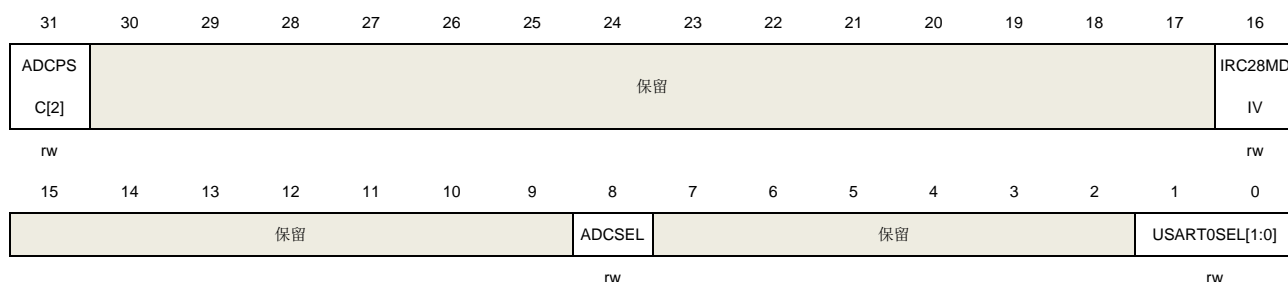 31 30 29 28 27 26 25 24 23 22 21 20 19 18 17 16
ADCPS
C[2]
保留
IRC28MD
IV
rw rw
15 14 13 12 11 10 9 8 7 6 5 4 3 2 1 0
保留 ADCSEL 保留 USART0SEL[1:0]
rw rw